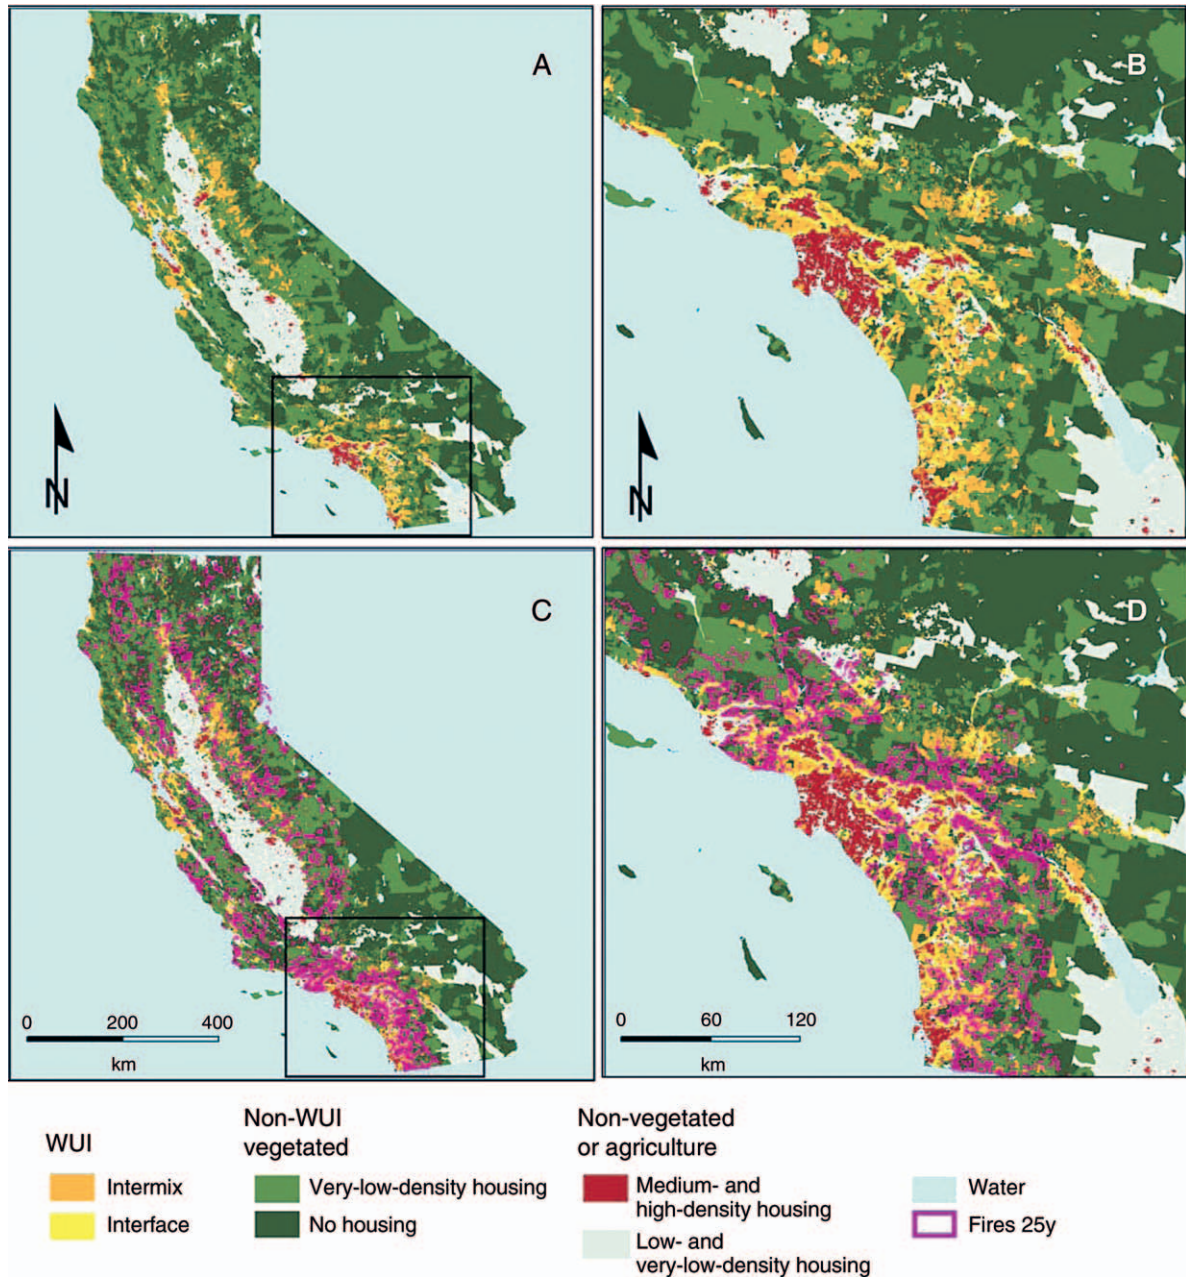 A
B
N
N
C
D
0 200 400
km
0 60 120
km
WUI
Intermix
Interface
Non-WUI
vegetated
Very-low-density housing
No housing
Non-vegetated
or agriculture
Medium- and
high-density housing
Low- and
very-low-density housing
Water
Fires 25y